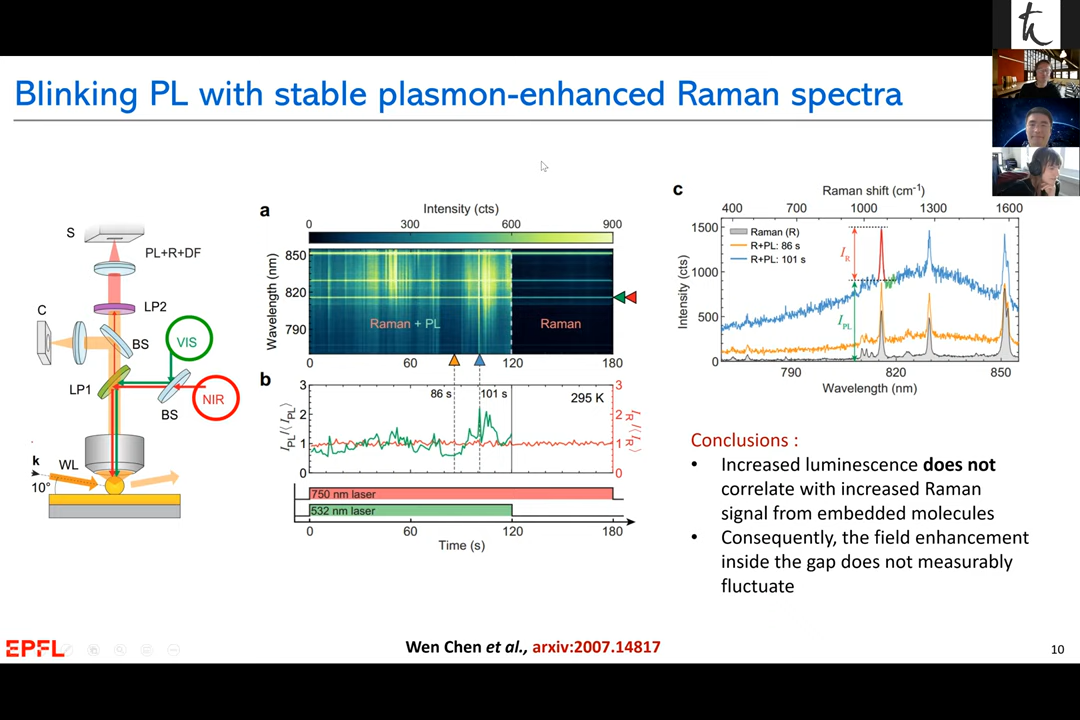 Blinking PL with stable plasmon-enhanced Raman spectra
S
PL+R+DF
LP2
C
BS
VIS
LP1
NIR
BS
k
WL
10°
a
Intensity (cts)
0 300 600 900
Wavelength (nm)
850
820
790
Raman + PL
Raman
0 60 120 180
b
86 s
101 s
295 K
I_PL/⟨I_PL⟩
3
2
1
0
3
2
1
0
I_R/⟨I_R⟩
750 nm laser
532 nm laser
0 60 120 180
Time (s)
c
Raman shift (cm⁻¹)
400 700 1000 1300 1600
Intensity (cts)
1500
1000
500
0
Raman (R)
R+PL: 86 s
R+PL: 101 s
I_R
I_PL
790 820 850
Wavelength (nm)
Conclusions :
• Increased luminescence does not
correlate with increased Raman
signal from embedded molecules
• Consequently, the field enhancement
inside the gap does not measurably
fluctuate
EPFL
Wen Chen et al., arxiv:2007.14817
10